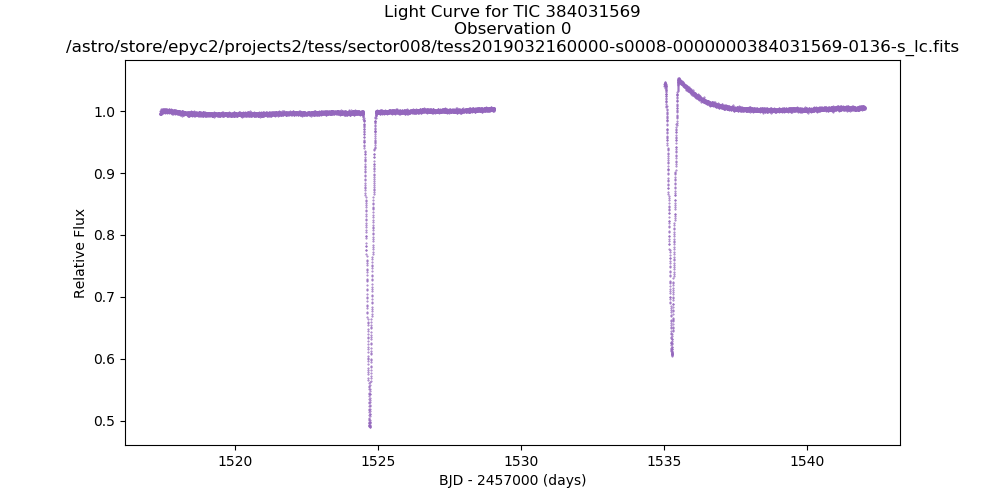 Light Curve for TIC 384031569
Observation 0
/astro/store/epyc2/projects2/tess/sector008/tess2019032160000-s0008-0000000384031569-0136-s_lc.fits
Relative Flux
1.0
0.9
0.8
0.7
0.6
0.5
1520 1525 1530 1535 1540
BJD - 2457000 (days)